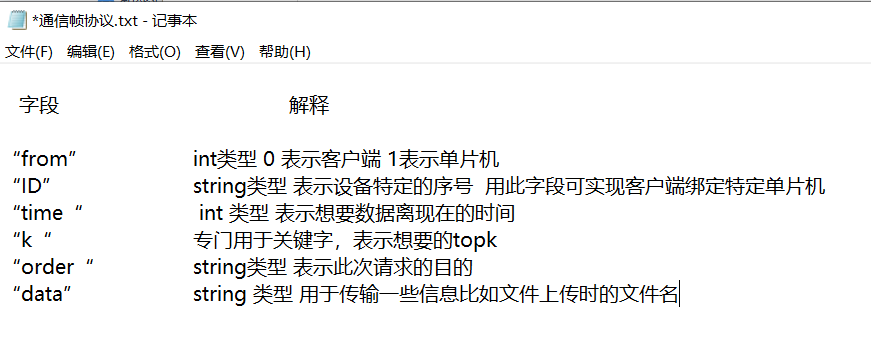 *通信帧协议.txt - 记事本
文件(F) 编辑(E) 格式(O) 查看(V) 帮助(H)
字段 解释
“from” int类型 0 表示客户端 1表示单片机
“ID” string类型 表示设备特定的序号 用此字段可实现客户端绑定特定单片机
“time “ int 类型 表示想要数据离现在的时间
“k “ 专门用于关键字，表示想要的topk
“order “ string类型 表示此次请求的目的
“data” string 类型 用于传输一些信息比如文件上传时的文件名